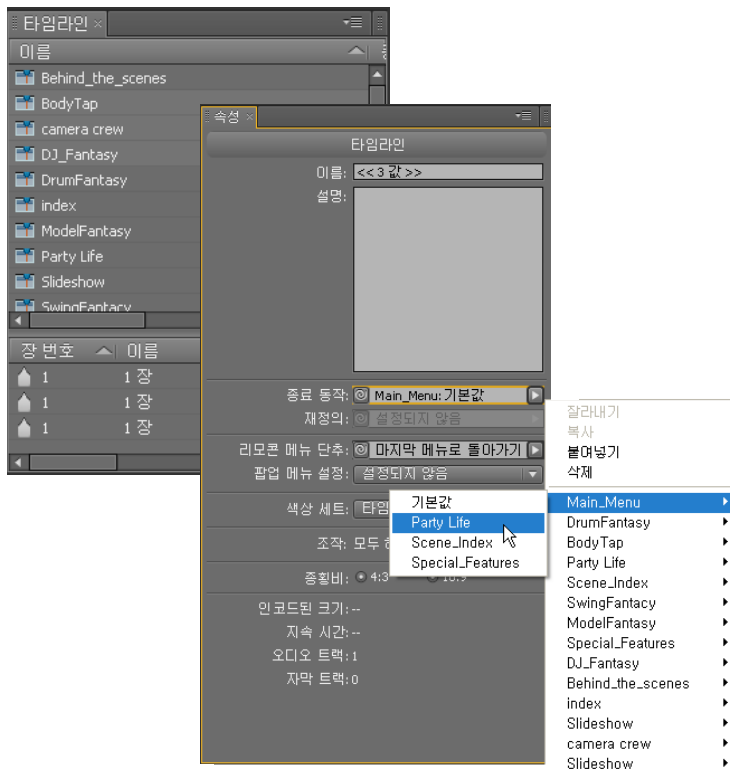 타임라인 ×
이름
Behind_the_scenes
BodyTap
camera crew
DJ_Fantasy
DrumFantasy
index
ModelFantasy
Party Life
Slideshow
SwingFantacy
장 번호 이름
1 1 장
1 1 장
1 1 장
속성 ×
타임라인
이름: <<3 값>>
설명:
종료 동작: Main_Menu: 기본값
재정의: 설정되지 않음
리모콘 메뉴 단추: 마지막 메뉴로 돌아가기
팝업 메뉴 설정: 설정되지 않음
색상 세트: 타임
조작: 모두
종횡비: 4:3 16:9
인코드된 크기: --
지속 시간: --
오디오 트랙: 1
자막 트랙: 0
기본값
Party Life
Scene_Index
Special_Features
잘라내기
복사
붙여넣기
삭제
Main_Menu
DrumFantasy
BodyTap
Party Life
Scene_Index
SwingFantacy
ModelFantasy
Special_Features
DJ_Fantasy
Behind_the_scenes
index
Slideshow
camera crew
Slideshow